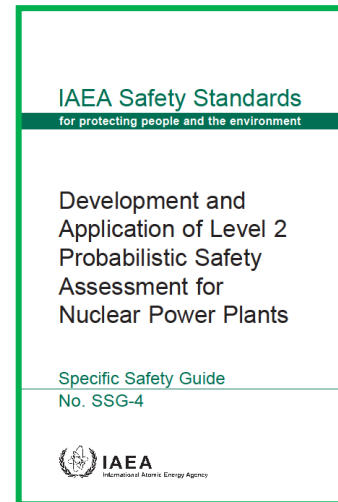 IAEA Safety Standards
for protecting people and the environment
Development and
Application of Level 2
Probabilistic Safety
Assessment for
Nuclear Power Plants
Specific Safety Guide
No. SSG-4
IAEA
International Atomic Energy Agency